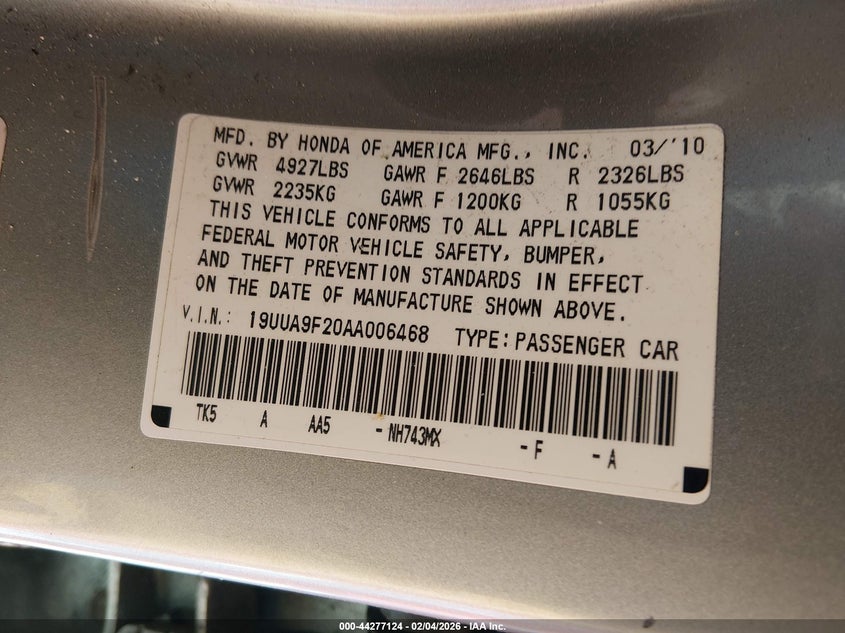 MFD. BY HONDA OF AMERICA MFG., INC. 03/'10
GVWR 4927LBS GAWR F 2646LBS R 2326LBS
GVWR 2235KG GAWR F 1200KG R 1055KG
THIS VEHICLE CONFORMS TO ALL APPLICABLE
FEDERAL MOTOR VEHICLE SAFETY, BUMPER,
AND THEFT PREVENTION STANDARDS IN EFFECT
ON THE DATE OF MANUFACTURE SHOWN ABOVE.
V.I.N.: 19UUA9F20AA006468 TYPE:PASSENGER CAR
TK5 A AA5 -NH743MX -F -A
000-44277124 - 02/04/2026 - IAA Inc.